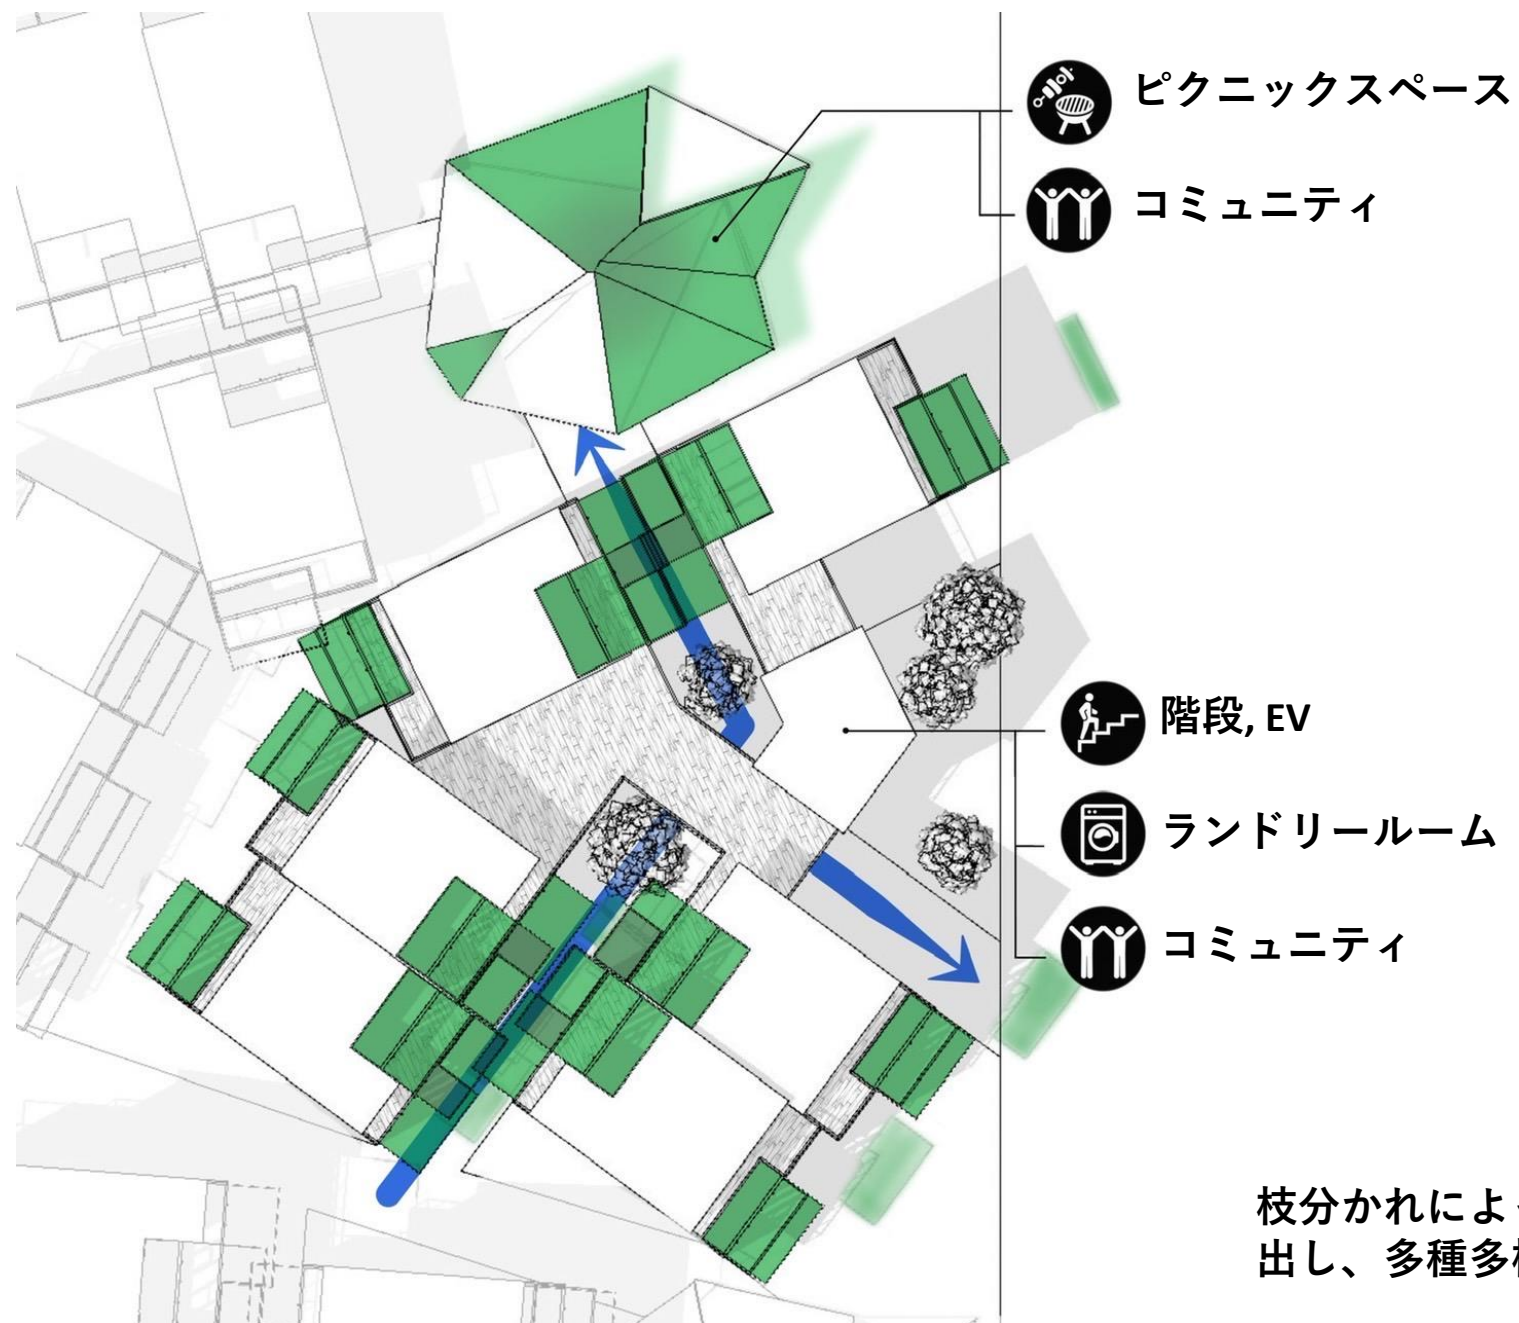 ピクニックスペース
コミュニティ
階段, EV
ランドリールーム
コミュニティ
枝分かれによ
出し、多種多